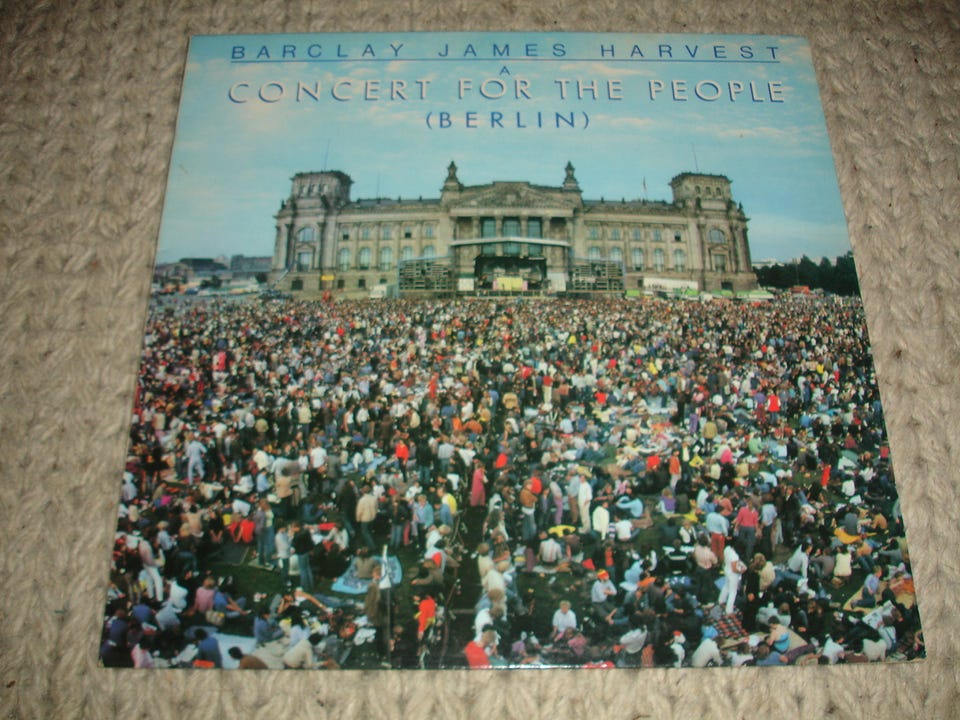 BARCLAY JAMES HARVEST
A
CONCERT FOR THE PEOPLE
(BERLIN)